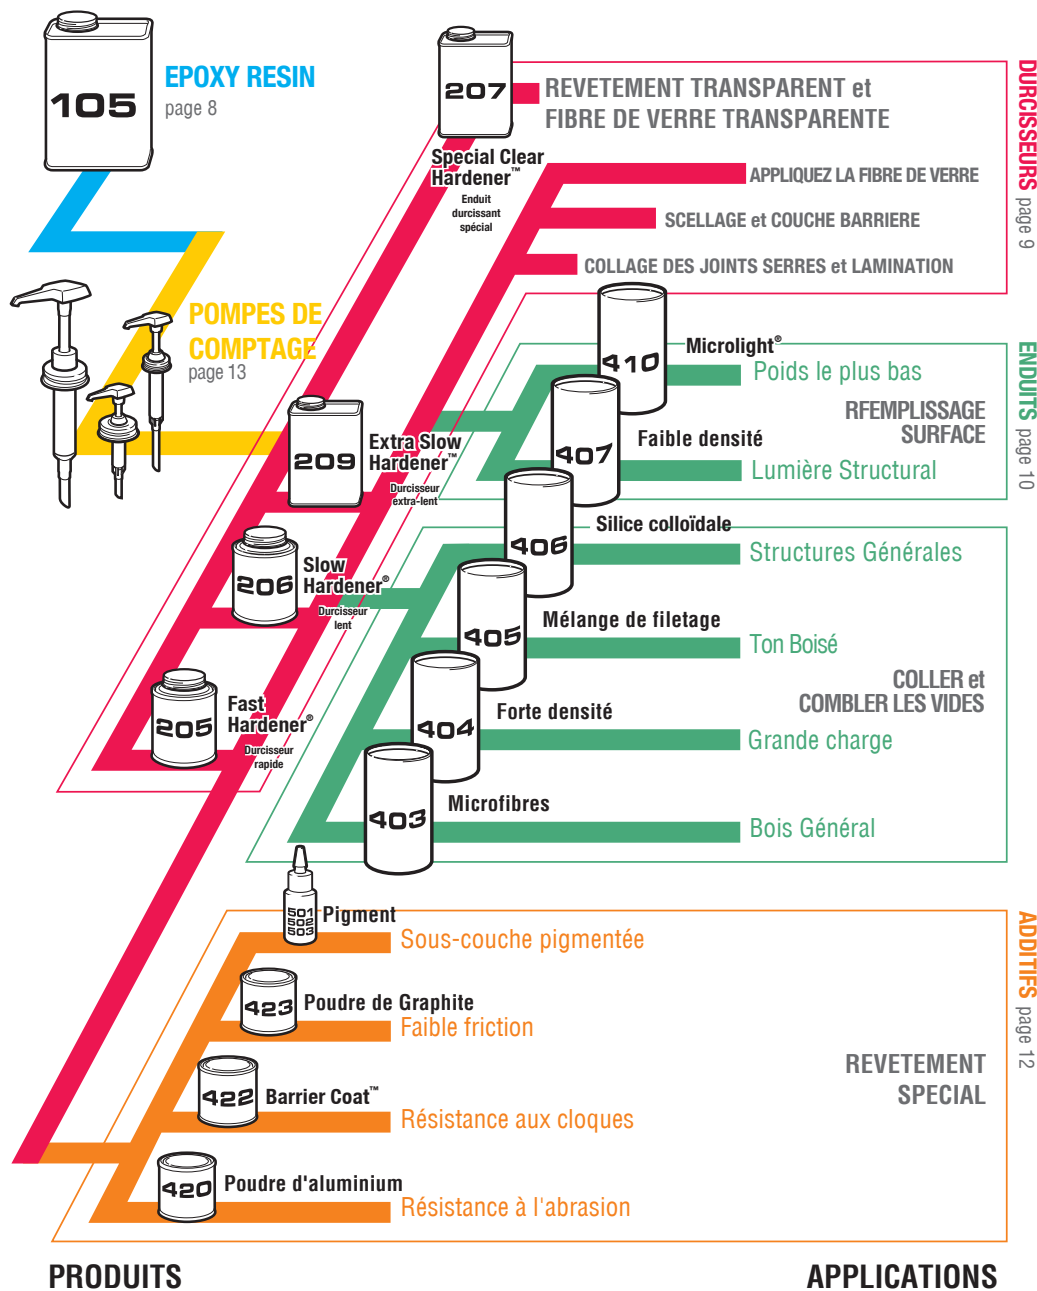 105
EPOXY RESIN
page 8
207
REVETEMENT TRANSPARENT et
FIBRE DE VERRE TRANSPARENTE
Special Clear
Hardener™
Enduit
durcissant
spécial
APPLIQUEZ LA FIBRE DE VERRE
SCELLAGE et COUCHE BARRIERE
COLLAGE DES JOINTS SERRES et LAMINATION
DURCISSEURS page 9
POMPES DE
COMPTAGE
page 13
410
Microlight®
Poids le plus bas
RFEMPLISSAGE
SURFACE
407
Faible densité
Lumière Structural
ENDUITS page 10
209
Extra Slow
Hardener™
Durcisseur
extra-lent
406
Silice colloïdale
Structures Générales
206
Slow
Hardener®
Durcisseur
lent
405
Mélange de filetage
Ton Boisé
COLLER et
COMBLER LES VIDES
205
Fast
Hardener®
Durcisseur
rapide
404
Forte densité
Grande charge
403
Microfibres
Bois Général
501
502
503
Pigment
Sous-couche pigmentée
ADDITIFS page 12
423
Poudre de Graphite
Faible friction
REVETEMENT
SPECIAL
422
Barrier Coat™
Résistance aux cloques
420
Poudre d'aluminium
Résistance à l'abrasion
PRODUITS
APPLICATIONS